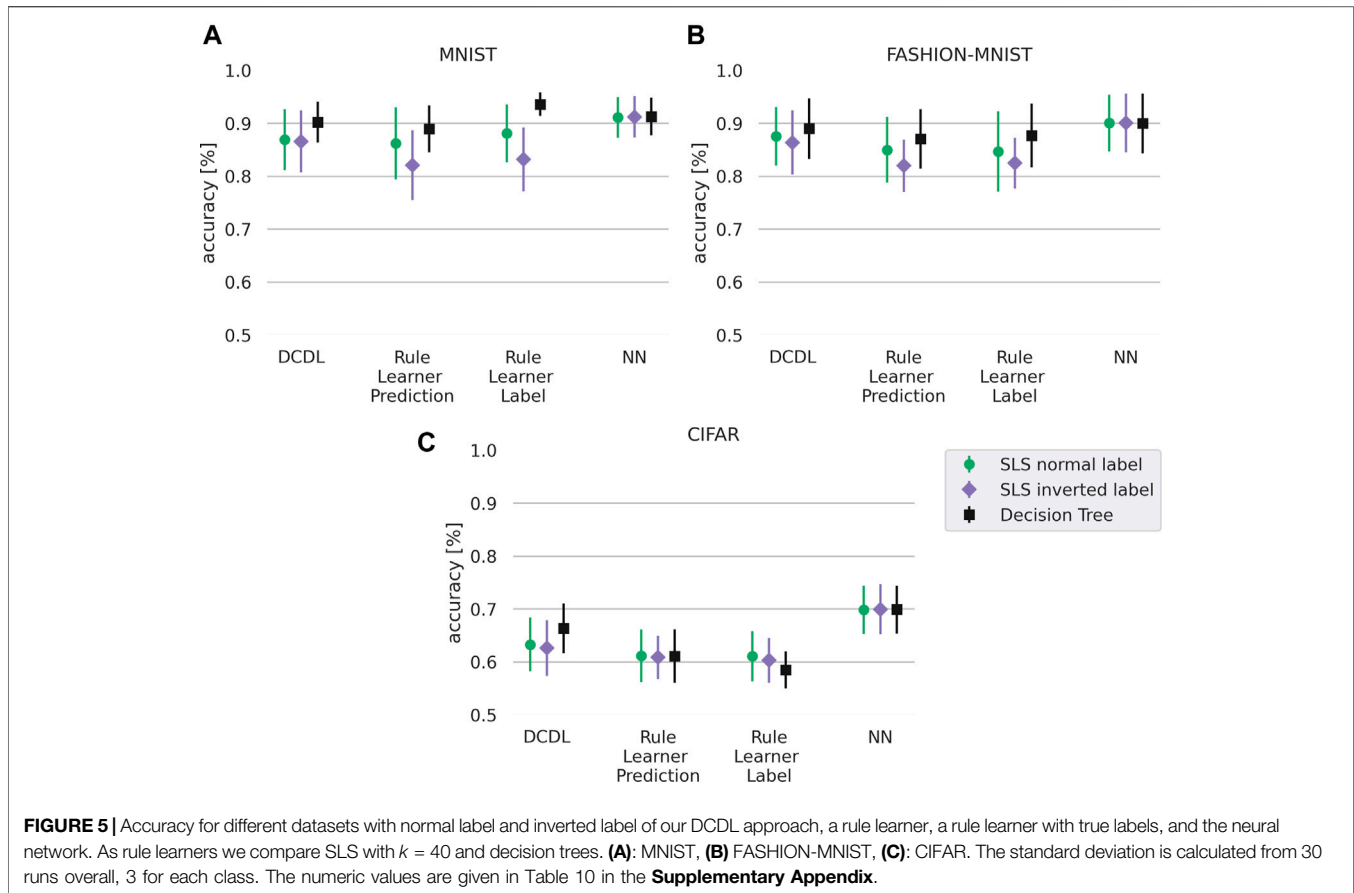 A
MNIST
1.0
0.9
0.8
0.7
0.6
0.5
accuracy [%]
DCDL
Rule
Learner
Prediction
Rule
Learner
Label
NN
B
FASHION-MNIST
1.0
0.9
0.8
0.7
0.6
0.5
accuracy [%]
DCDL
Rule
Learner
Prediction
Rule
Learner
Label
NN
C
CIFAR
1.0
0.9
0.8
0.7
0.6
0.5
accuracy [%]
DCDL
Rule
Learner
Prediction
Rule
Learner
Label
NN
SLS normal label
SLS inverted label
Decision Tree
FIGURE 5 | Accuracy for different datasets with normal label and inverted label of our DCDL approach, a rule learner, a rule learner with true labels, and the neural
network. As rule learners we compare SLS with k = 40 and decision trees. (A): MNIST, (B) FASHION-MNIST, (C): CIFAR. The standard deviation is calculated from 30
runs overall, 3 for each class. The numeric values are given in Table 10 in the Supplementary Appendix.